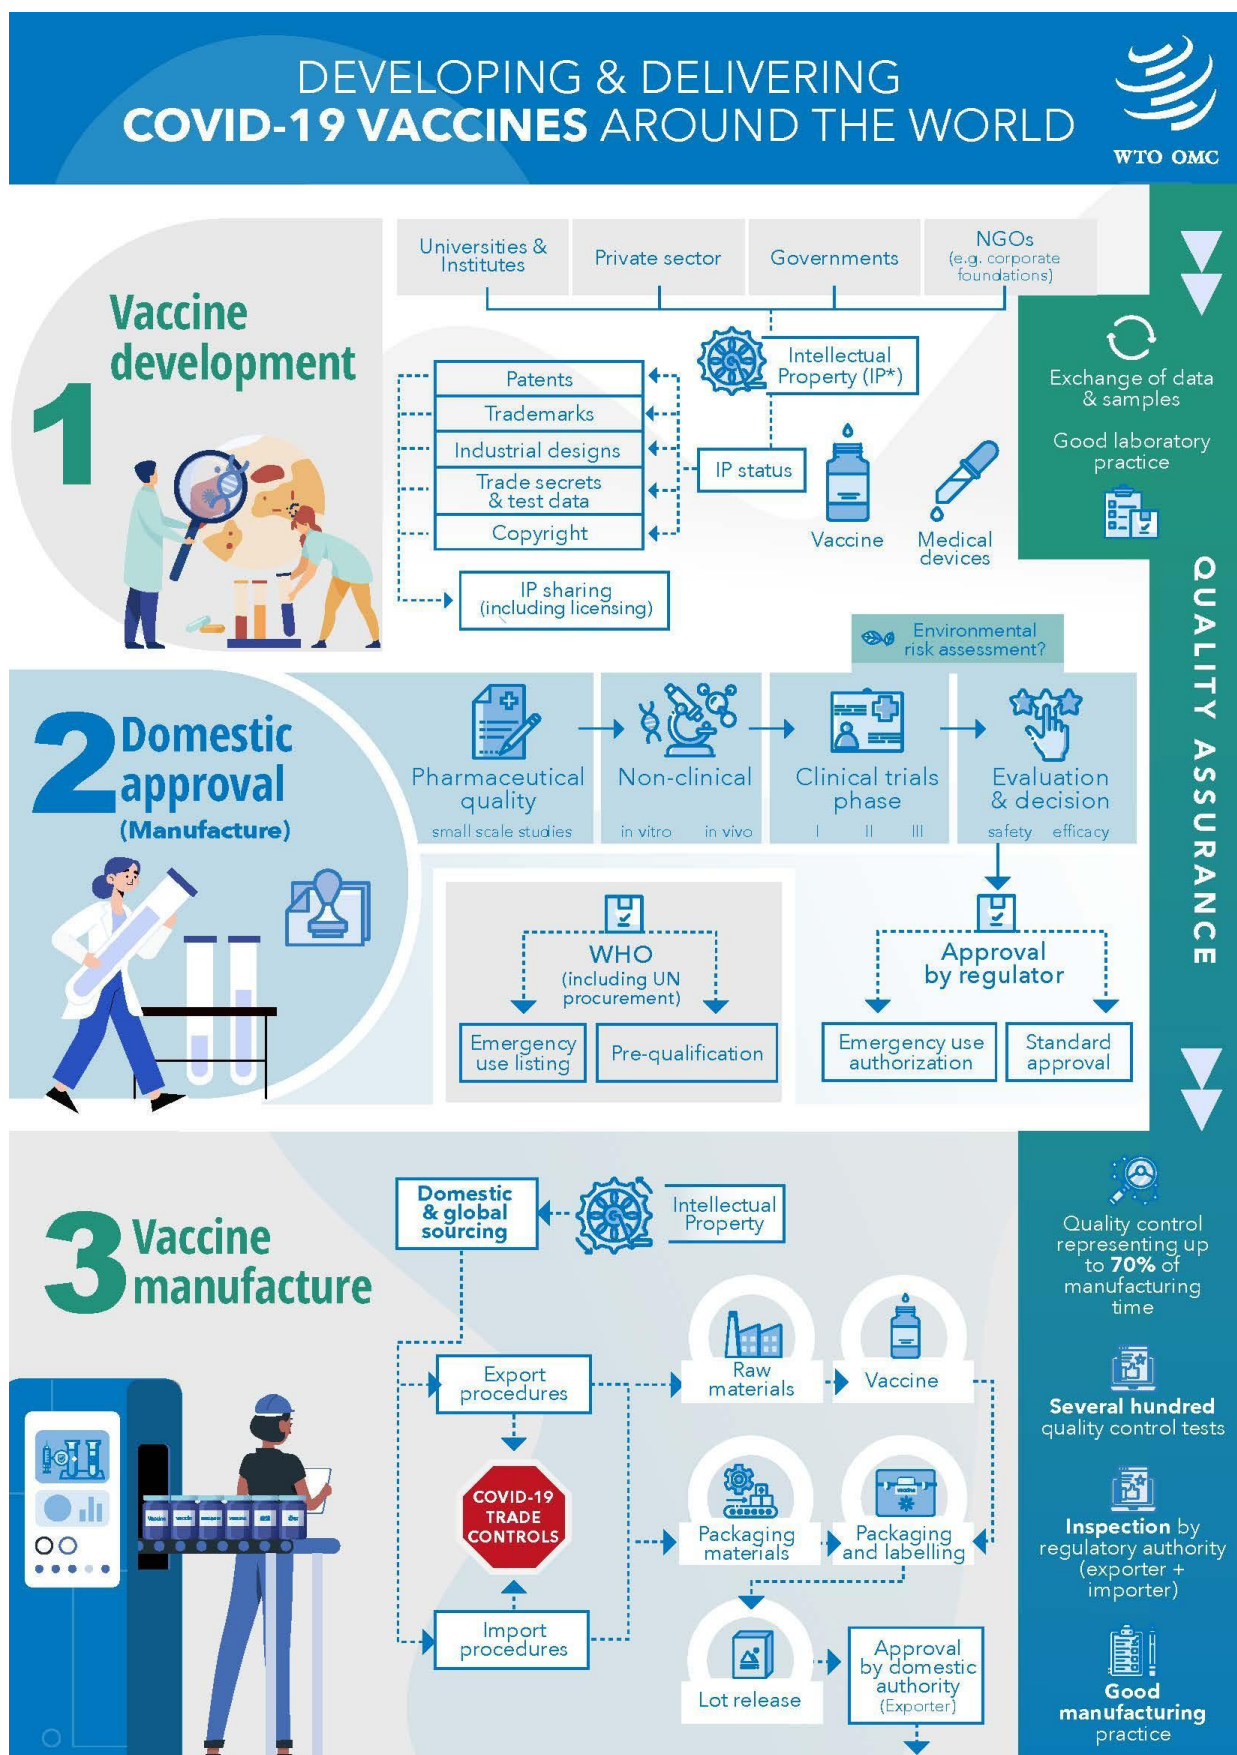 DEVELOPING & DELIVERING
COVID-19 VACCINES AROUND THE WORLD
WTO OMC
Universities &
Institutes
Private sector
Governments
NGOs
(e.g. corporate
foundations)
1
Vaccine
development
Intellectual
Property (IP*)
Patents
Trademarks
Industrial designs
Trade secrets
& test data
Copyright
IP status
IP sharing
(including licensing)
Vaccine
Medical
devices
Exchange of data
& samples
Good laboratory
practice
QUALITY ASSURANCE
Environmental
risk assessment?
2
Domestic
approval
(Manufacture)
Pharmaceutical
quality
small scale studies
Non-clinical
in vitro in vivo
Clinical trials
phase
I II III
Evaluation
& decision
safety efficacy
WHO
(including UN
procurement)
Emergency
use listing
Pre-qualification
Approval
by regulator
Emergency use
authorization
Standard
approval
3
Vaccine
manufacture
Domestic
& global
sourcing
Intellectual
Property
Export
procedures
COVID-19
TRADE
CONTROLS
Import
procedures
Raw
materials
Vaccine
Packaging
materials
Packaging
and labelling
Lot release
Approval
by domestic
authority
(Exporter)
Quality control
representing up
to 70% of
manufacturing
time
Several hundred
quality control tests
Inspection by
regulatory authority
(exporter +
importer)
Good
manufacturing
practice